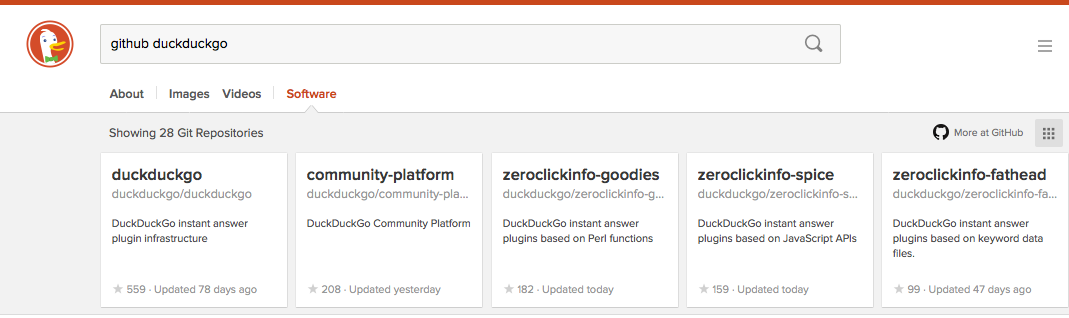 github duckduckgo
About Images Videos Software
Showing 28 Git Repositories
More at GitHub
duckduckgo
duckduckgo/duckduckgo
DuckDuckGo instant answer
plugin infrastructure
559 · Updated 78 days ago
community-platform
duckduckgo/community-pla...
DuckDuckGo Community Platform
208 · Updated yesterday
zeroclickinfo-goodies
duckduckgo/zeroclickinfo-g...
DuckDuckGo instant answer
plugins based on Perl functions
182 · Updated today
zeroclickinfo-spice
duckduckgo/zeroclickinfo-s...
DuckDuckGo instant answer
plugins based on JavaScript APIs
159 · Updated today
zeroclickinfo-fathead
duckduckgo/zeroclickinfo-fa...
DuckDuckGo instant answer
plugins based on keyword data
files.
99 · Updated 47 days ago